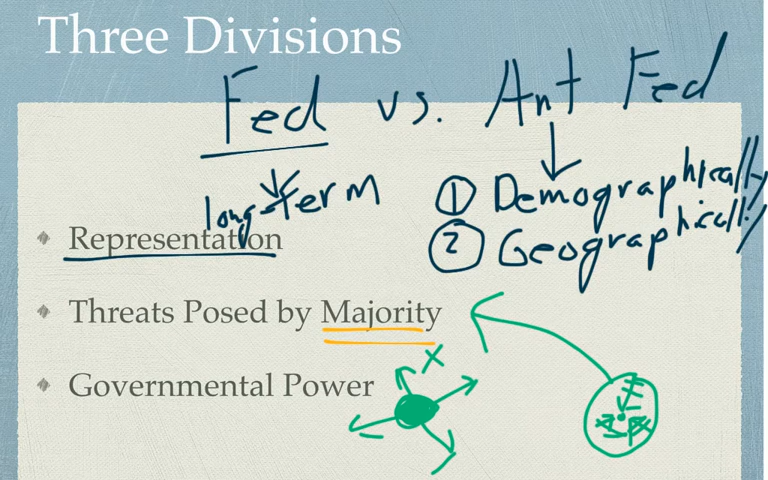 Three Divisions
Fed vs. Ant Fed
long-term
① Demographically
Representation
② Geographically
Threats Posed by Majority
X
Governmental Power